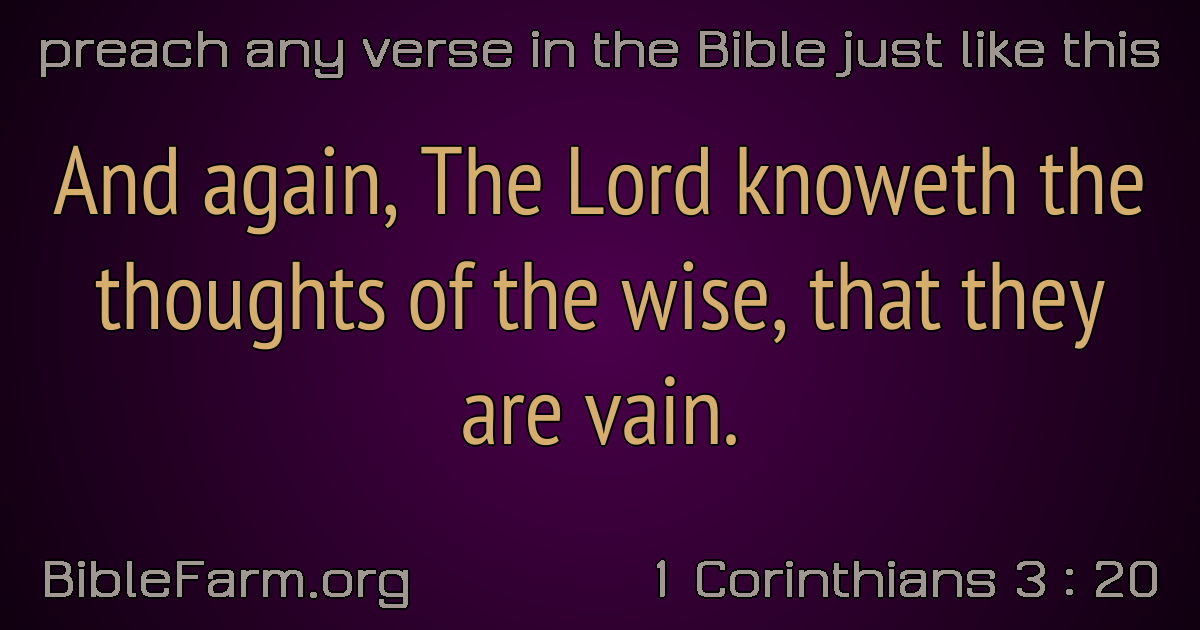 preach any verse in the Bible just like this
And again, The Lord knoweth the
thoughts of the wise, that they
are vain.
BibleFarm.org
1 Corinthians 3 : 20